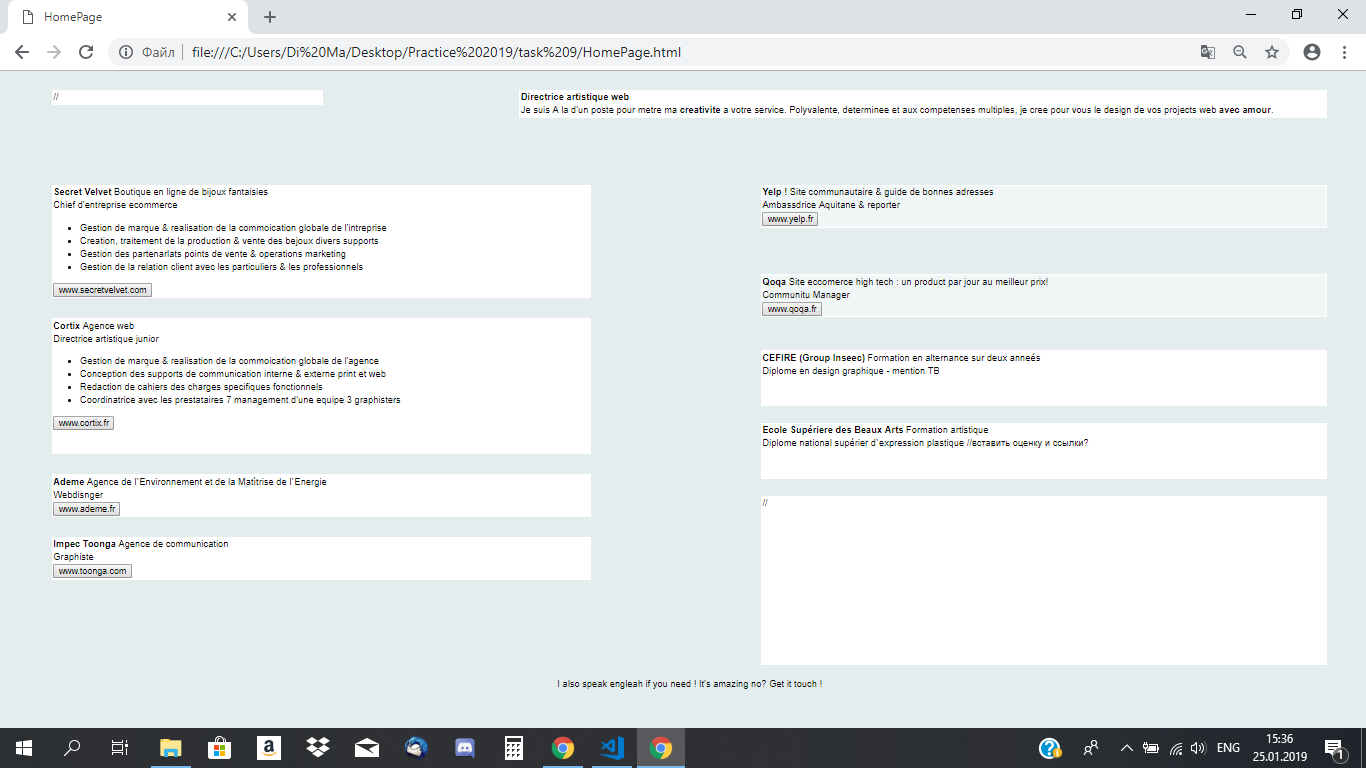 HomePage
Файл
file:///C:/Users/Di%20Ma/Desktop/Practice%202019/task%209/HomePage.html
//
Directrice artistique web
Je suis A la d'un poste pour metre ma creativite a votre service. Polyvalente, determinee et aux competenses multiples, je cree pour vous le design de vos projects web avec amour.
Secret Velvet Boutique en ligne de bijoux fantaisies
Chief d'entreprise ecommerce
• Gestion de marque & realisation de la commoication globale de l'intreprise
• Creation, traitement de la production & vente des bejoux divers supports
• Gestion des partenarlats points de vente & operations marketing
• Gestion de la relation client avec les particuliers & les professionnels
www.secretvelvet.com
Cortix Agence web
Directrice artistique junior
• Gestion de marque & realisation de la commoication globale de l'agence
• Conception des supports de communication interne & externe print et web
• Redaction de cahiers des charges specifiques fonctionnels
• Coordinatrice avec les prestataires 7 management d'une equipe 3 graphisters
www.cortix.fr
Ademe Agence de l`Environnement et de la Matìtrise de l`Energie
Webdisnger
www.ademe.fr
Impec Toonga Agence de communication
Graphiste
www.toonga.com
Yelp ! Site communautaire & guide de bonnes adresses
Ambassdrice Aquitane & reporter
www.yelp.fr
Qoqa Site eccomerce high tech : un product par jour au meilleur prix!
Communitu Manager
www.qoqa.fr
CEFIRE (Group Inseec) Formation en alternance sur deux anneés
Diplome en design graphique - mention TB
Ecole Supériere des Beaux Arts Formation artistique
Diplome national supérier d`expression plastique //вставить оценку и ссылки?
//
I also speak engleah if you need ! It's amazing no? Get it touch !
ENG
15:36
25.01.2019
1